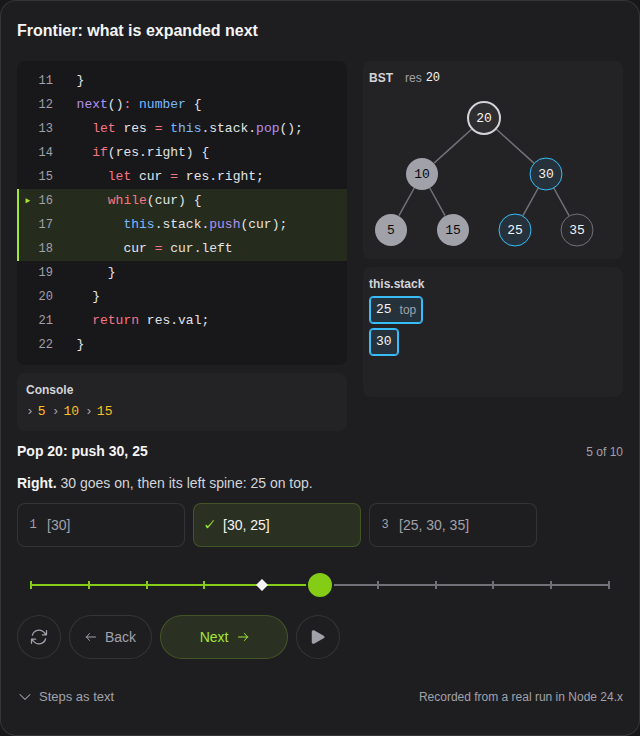 Frontier: what is expanded next
11 }
12 next(): number {
13 let res = this.stack.pop();
14 if(res.right) {
15 let cur = res.right;
16 while(cur) {
17 this.stack.push(cur);
18 cur = cur.left
19 }
20 }
21 return res.val;
22 }
Console
› 5 › 10 › 15
BST res 20
20
10 30
5 15 25 35
this.stack
25 top
30
Pop 20: push 30, 25
5 of 10
Right. 30 goes on, then its left spine: 25 on top.
1 [30]
✓ [30, 25]
3 [25, 30, 35]
← Back
Next →
Steps as text
Recorded from a real run in Node 24.x